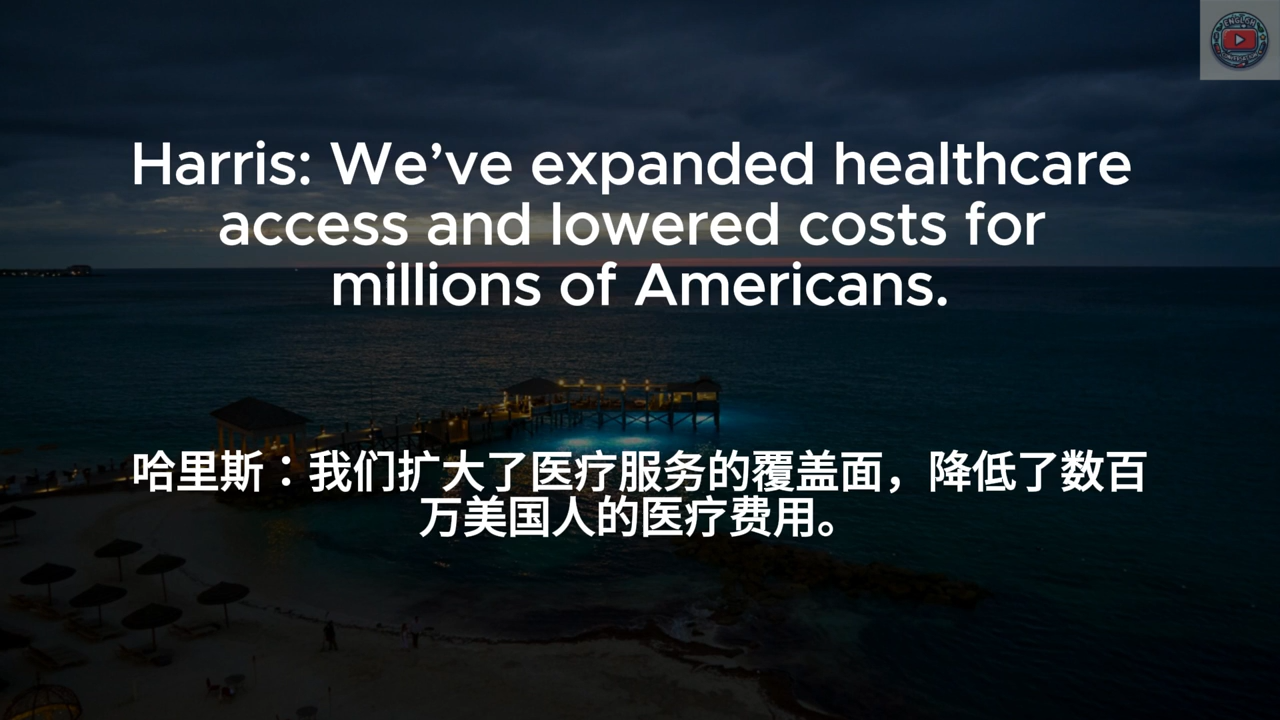 Harris: We’ve expanded healthcare
access and lowered costs for
millions of Americans.
哈里斯：我们扩大了医疗服务的覆盖面，降低了数百
万美国人的医疗费用。
ENGLISH